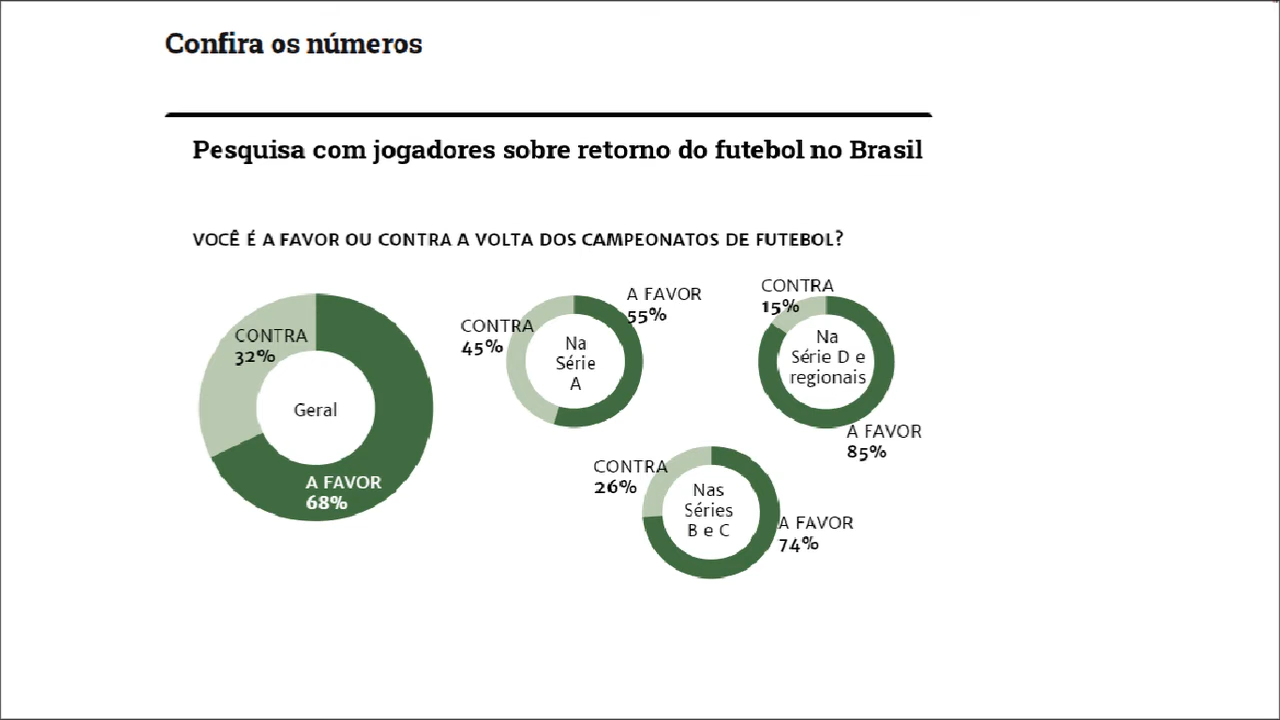 Confira os números
Pesquisa com jogadores sobre retorno do futebol no Brasil
VOCÊ É A FAVOR OU CONTRA A VOLTA DOS CAMPEONATOS DE FUTEBOL?
CONTRA
32%
Geral
A FAVOR
68%
CONTRA
45%
Na
Série
A
A FAVOR
55%
CONTRA
15%
Na
Série D e
regionais
A FAVOR
85%
CONTRA
26%
Nas
Séries
B e C
A FAVOR
74%